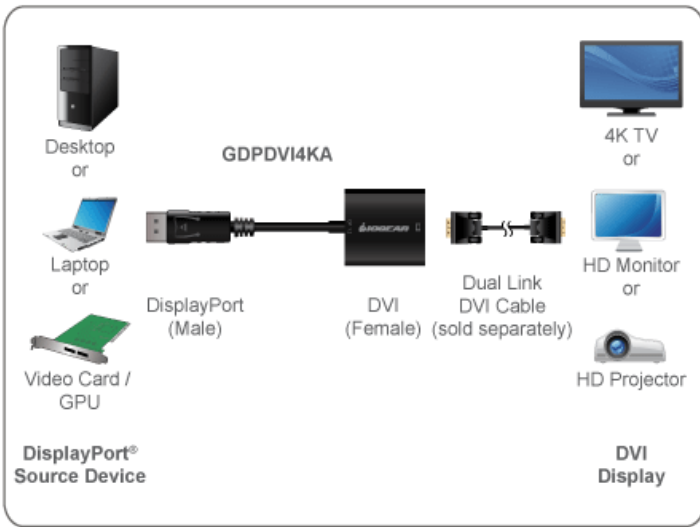 Desktop
or
Laptop
or
Video Card /
GPU
DisplayPort®
Source Device
GDPDVI4KA
DisplayPort
(Male)
IOGEAR
DVI
(Female)
Dual Link
DVI Cable
(sold separately)
4K TV
or
HD Monitor
or
HD Projector
DVI
Display